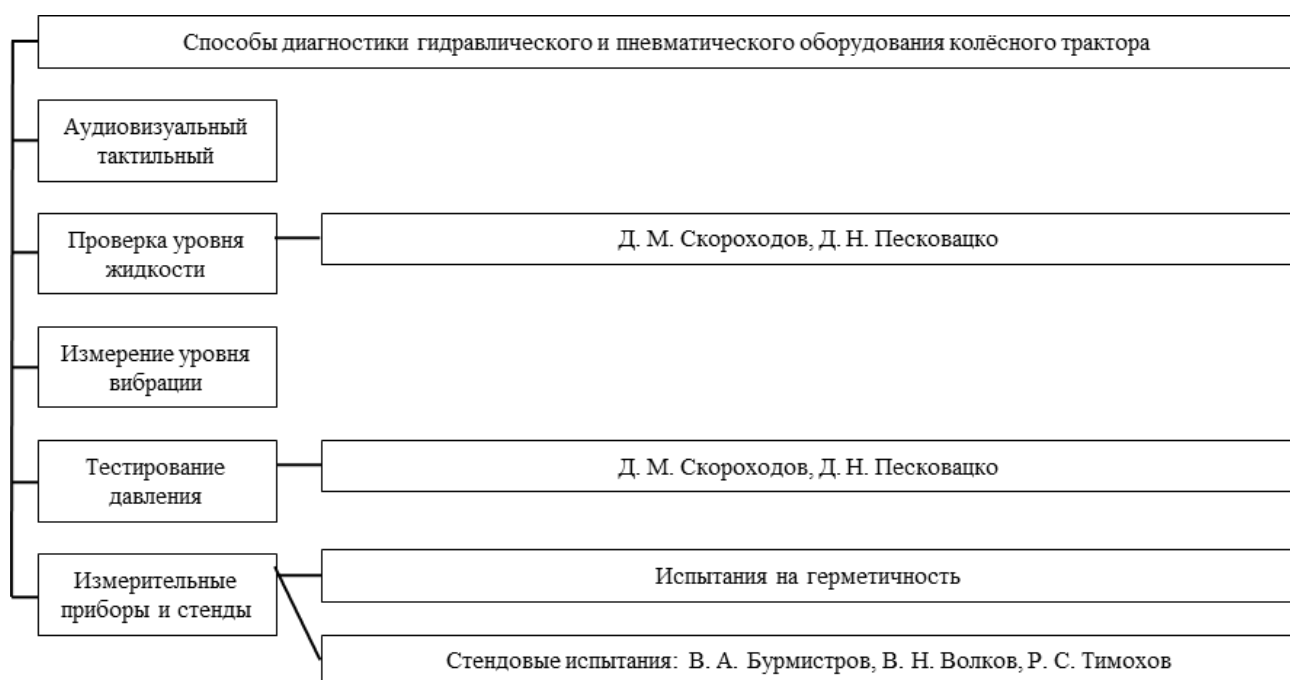 Способы диагностики гидравлического и пневматического оборудования колёсного трактора
Аудиовизуальный
тактильный
Проверка уровня
жидкости
Д. М. Скороходов, Д. Н. Песковацко
Измерение уровня
вибрации
Тестирование
давления
Д. М. Скороходов, Д. Н. Песковацко
Измерительные
приборы и стенды
Испытания на герметичность
Стендовые испытания: В. А. Бурмистров, В. Н. Волков, Р. С. Тимохов